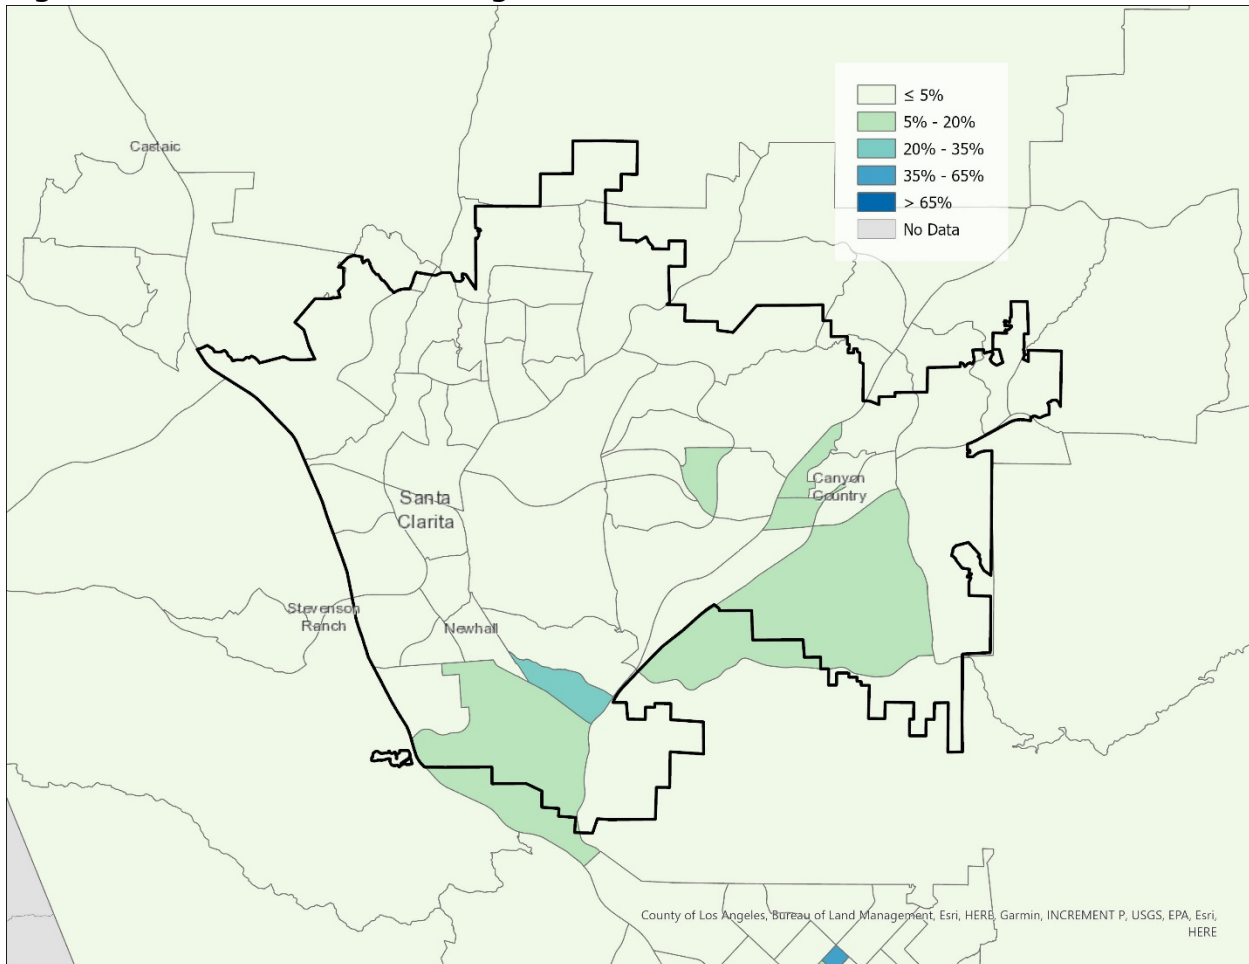 ≤ 5%
5% - 20%
20% - 35%
35% - 65%
> 65%
No Data
Castaic
Santa
Clarita
Canyon
Country
Stevenson
Ranch
Newhall
County of Los Angeles, Bureau of Land Management, Esri, HERE, Garmin, INCREMENT P, USGS, EPA, Esri,
HERE